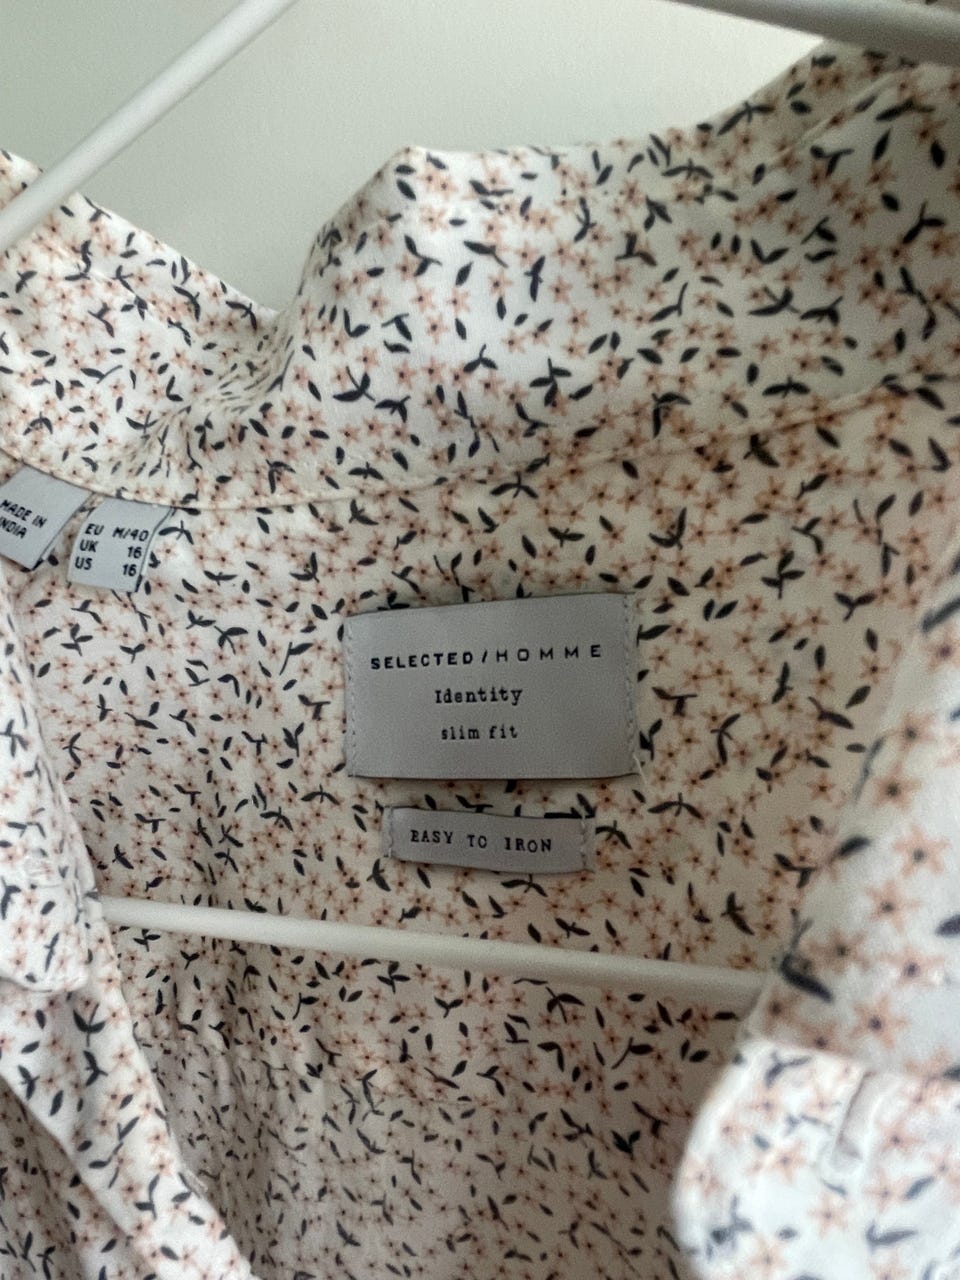 MADE IN
INDIA
EU M/40
UK 16
US 16
SELECTED/HOMME
Identity
slim fit
EASY TO IRON